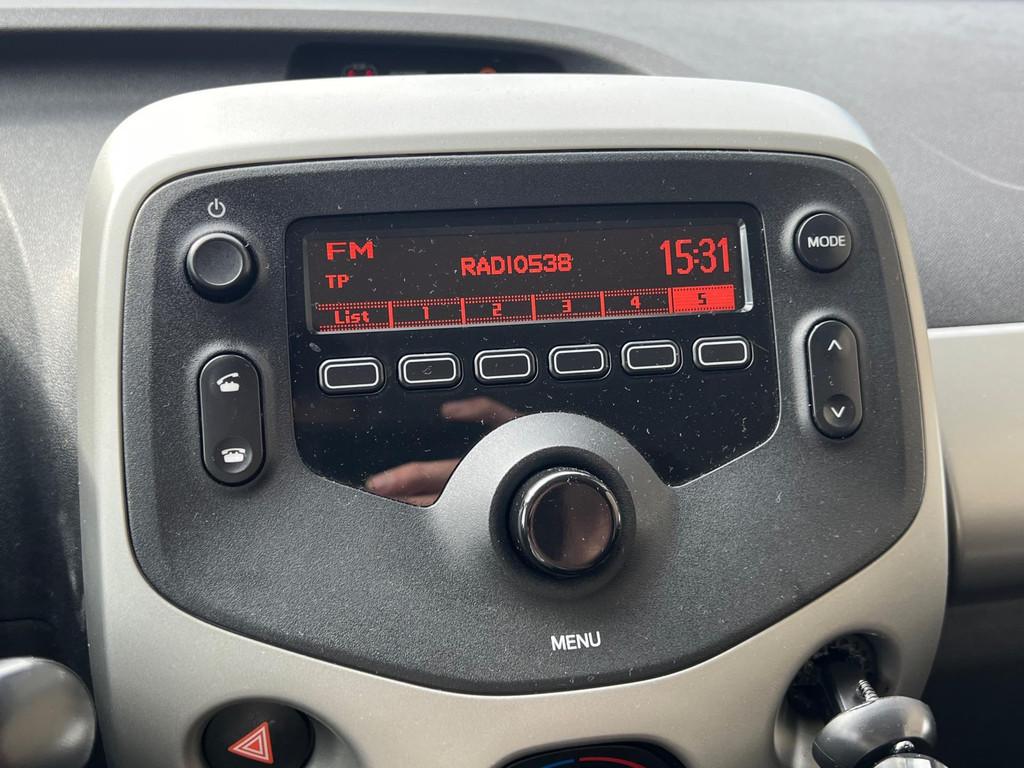 FM
RADIO538
15:31
TP
List 1 2 3 4 5
MODE
MENU